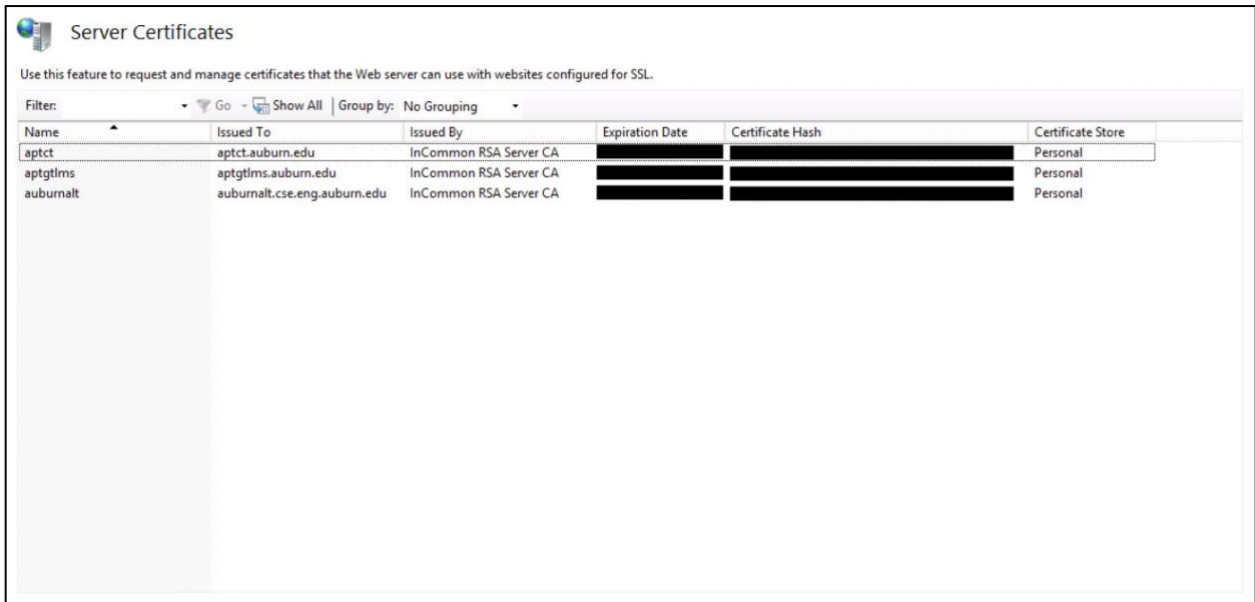 Server Certificates
Use this feature to request and manage certificates that the Web server can use with websites configured for SSL.
Filter: Go Show All Group by: No Grouping
Name Issued To Issued By Expiration Date Certificate Hash Certificate Store
aptct aptct.auburn.edu InCommon RSA Server CA Personal
aptgtlms aptgtlms.auburn.edu InCommon RSA Server CA Personal
auburnalt auburnalt.cse.eng.auburn.edu InCommon RSA Server CA Personal